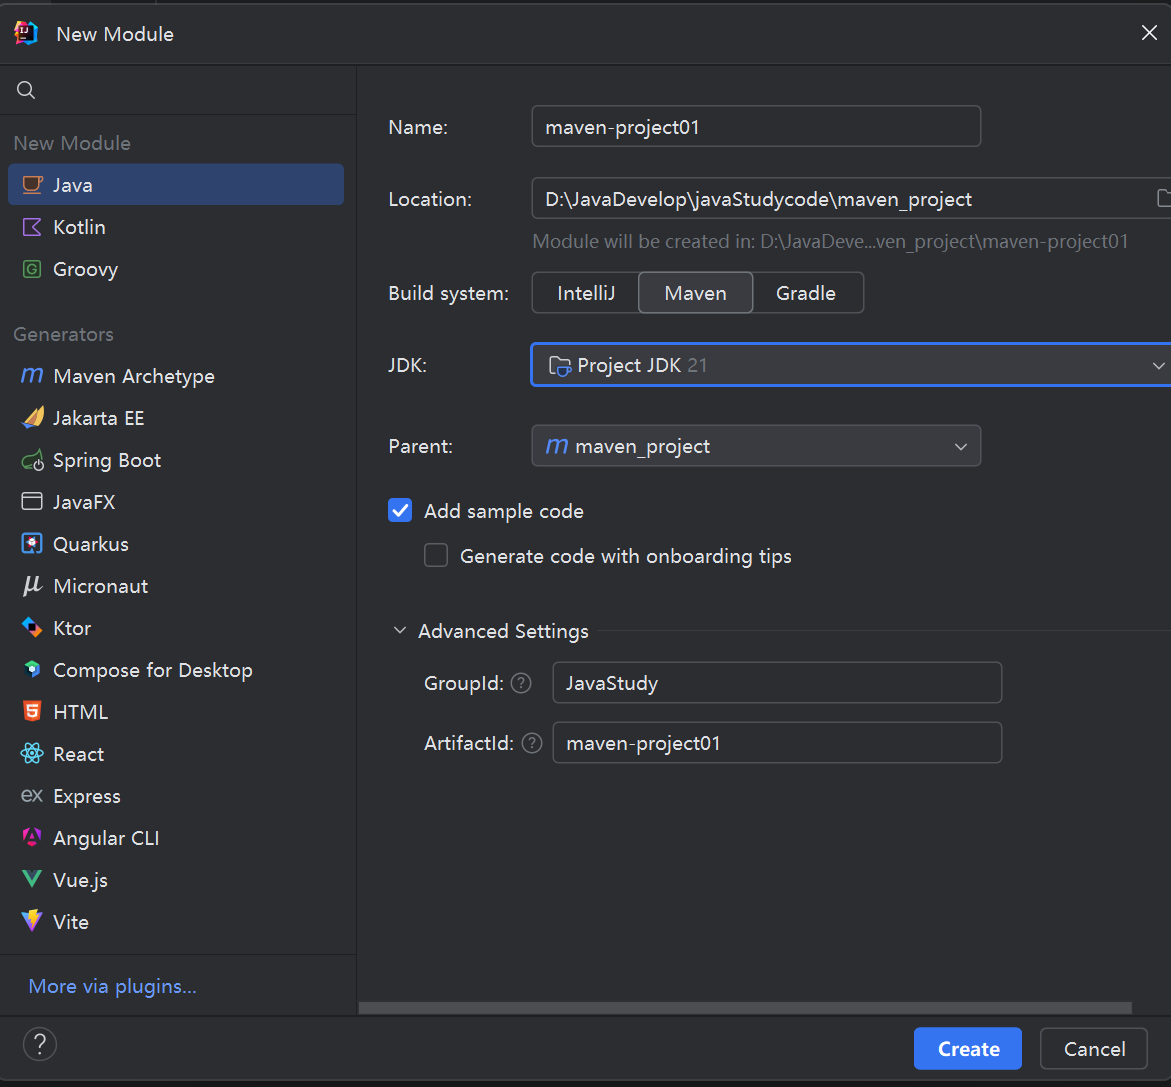 New Module
New Module
Java
Kotlin
Groovy
Generators
Maven Archetype
Jakarta EE
Spring Boot
JavaFX
Quarkus
Micronaut
Ktor
Compose for Desktop
HTML
React
Express
Angular CLI
Vue.js
Vite
More via plugins...
Name: maven-project01
Location: D:\JavaDevelop\javaStudycode\maven_project
Module will be created in: D:\JavaDeve...ven_project\maven-project01
Build system: IntelliJ Maven Gradle
JDK: Project JDK 21
Parent: maven_project
Add sample code
Generate code with onboarding tips
Advanced Settings
GroupId: ? JavaStudy
ArtifactId: ? maven-project01
? Create Cancel